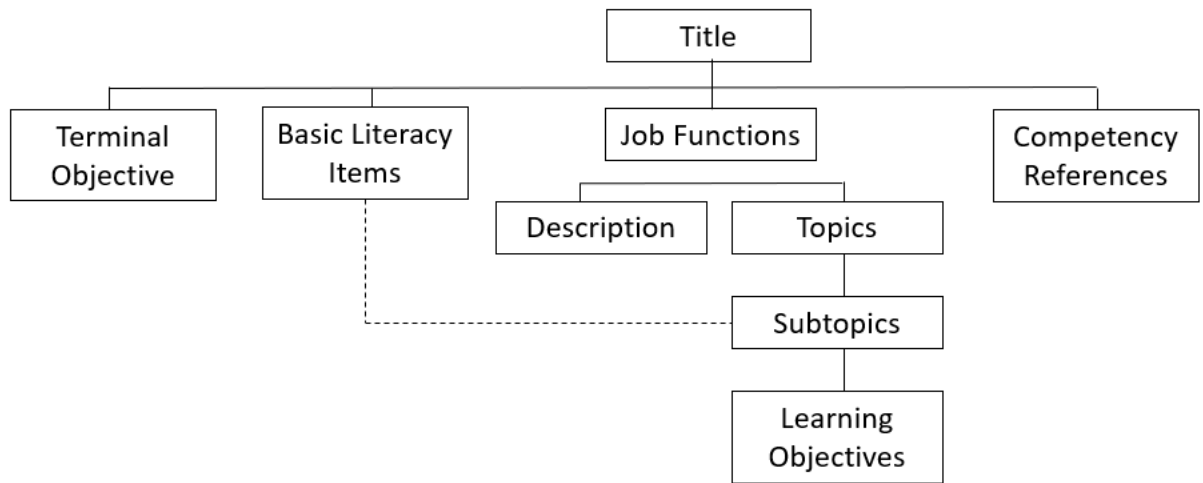 Title
Terminal
Objective
Basic Literacy
Items
Job Functions
Competency
References
Description
Topics
Subtopics
Learning
Objectives